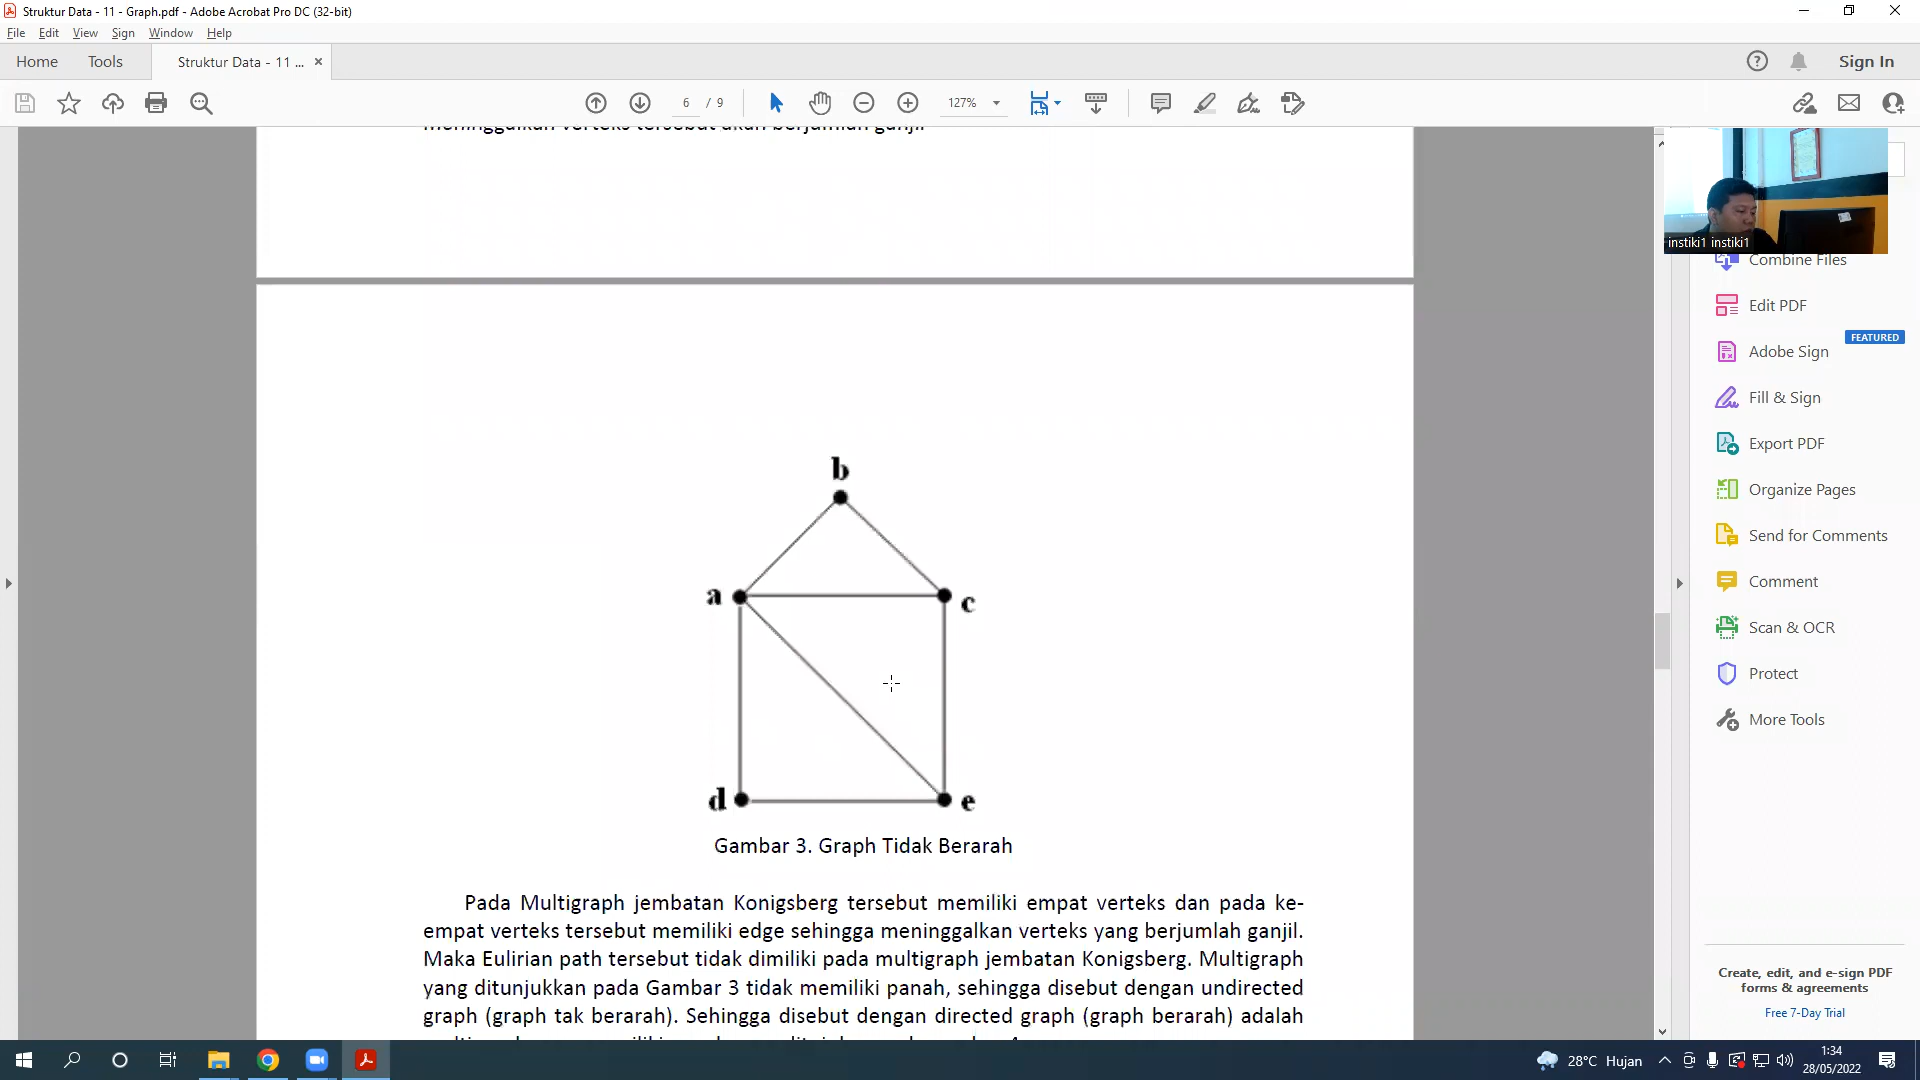 Struktur Data - 11 - Graph.pdf - Adobe Acrobat Pro DC (32-bit)
File Edit View Sign Window Help
Home Tools Struktur Data - 11 ... × Sign In
6 / 9 127%
meninggalkan verteks tersebut akan berjumlah ganjil
instiki1 instiki1
Combine Files
Edit PDF
FEATURED
Adobe Sign
Fill & Sign
Export PDF
Organize Pages
Send for Comments
Comment
Scan & OCR
Protect
More Tools
b
a
c
d
e
Gambar 3. Graph Tidak Berarah
Pada Multigraph jembatan Konigsberg tersebut memiliki empat verteks dan pada ke-
empat verteks tersebut memiliki edge sehingga meninggalkan verteks yang berjumlah ganjil.
Maka Eulirian path tersebut tidak dimiliki pada multigraph jembatan Konigsberg. Multigraph
yang ditunjukkan pada Gambar 3 tidak memiliki panah, sehingga disebut dengan undirected
graph (graph tak berarah). Sehingga disebut dengan directed graph (graph berarah) adalah
Create, edit, and e-sign PDF
forms & agreements
Free 7-Day Trial
28°C Hujan
1:34
28/05/2022